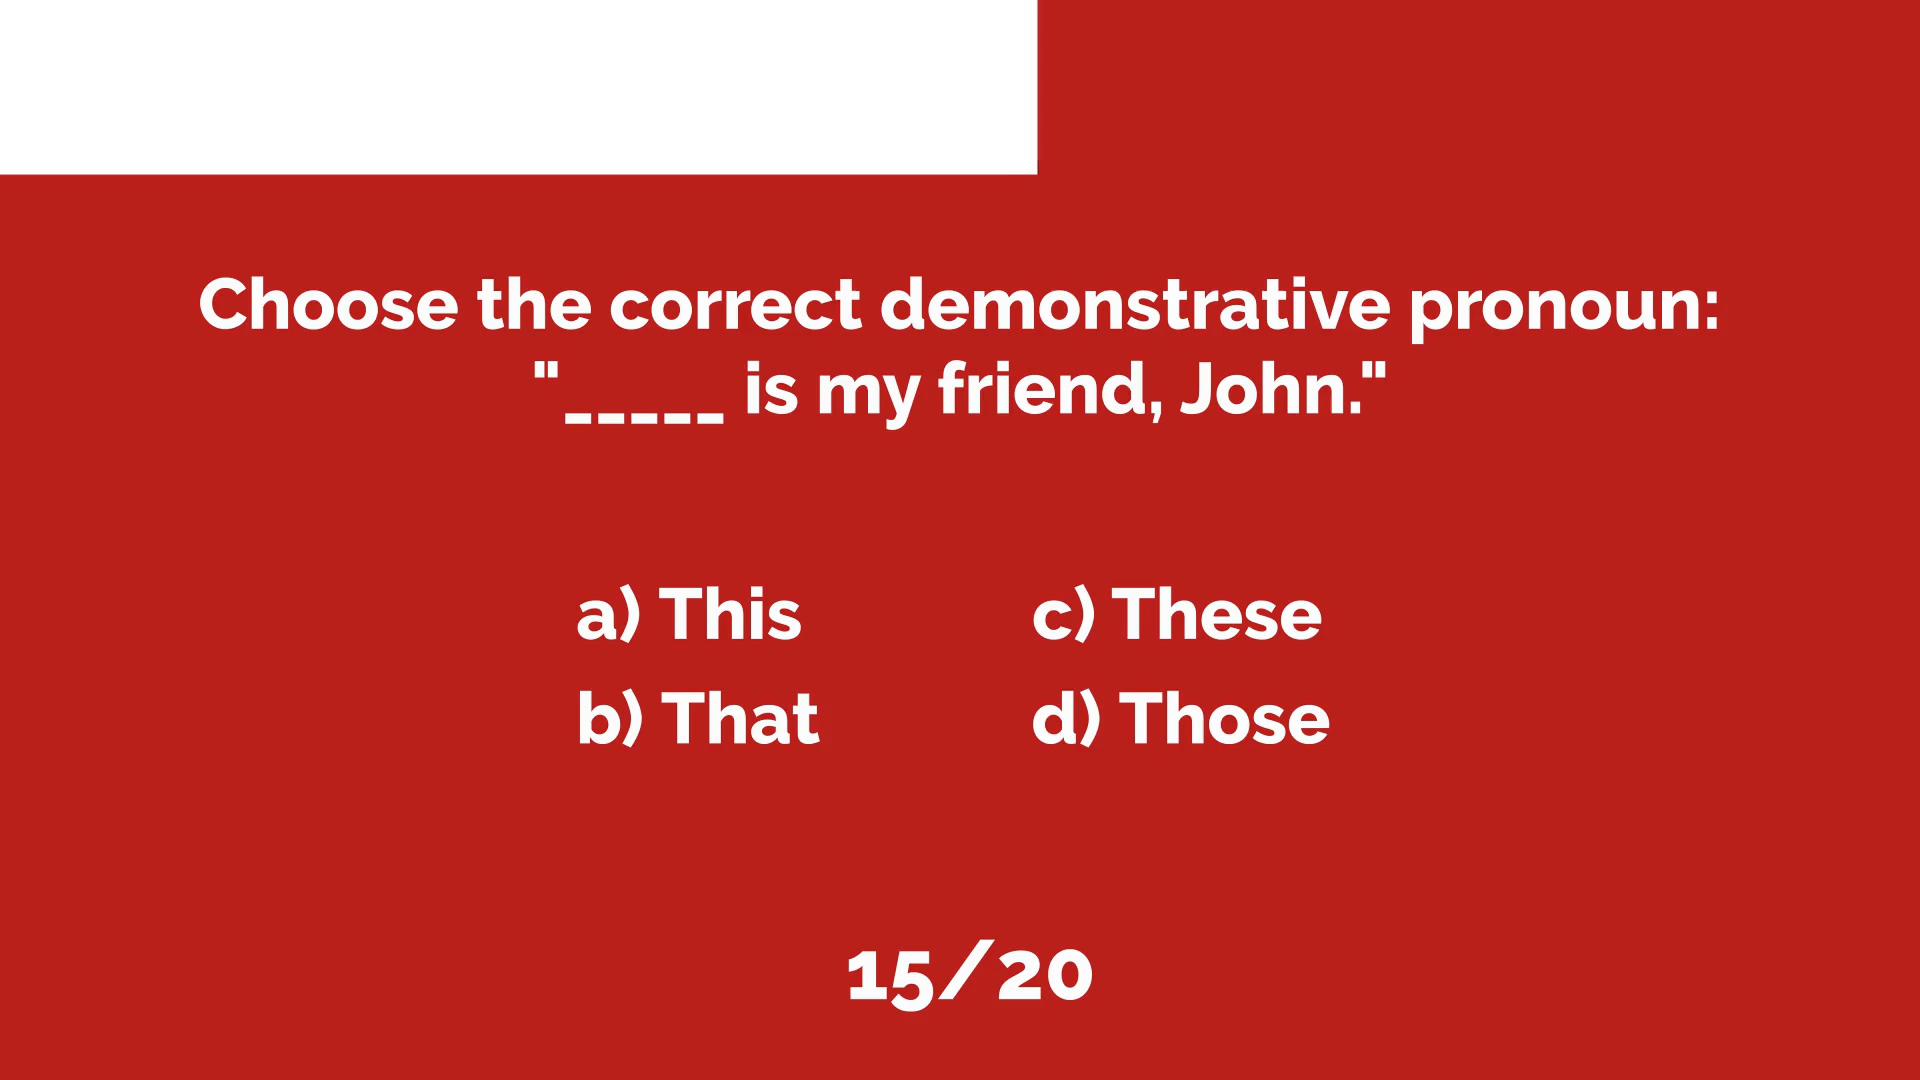 Choose the correct demonstrative pronoun:
"_____ is my friend, John."
a) This
b) That
c) These
d) Those
15/20